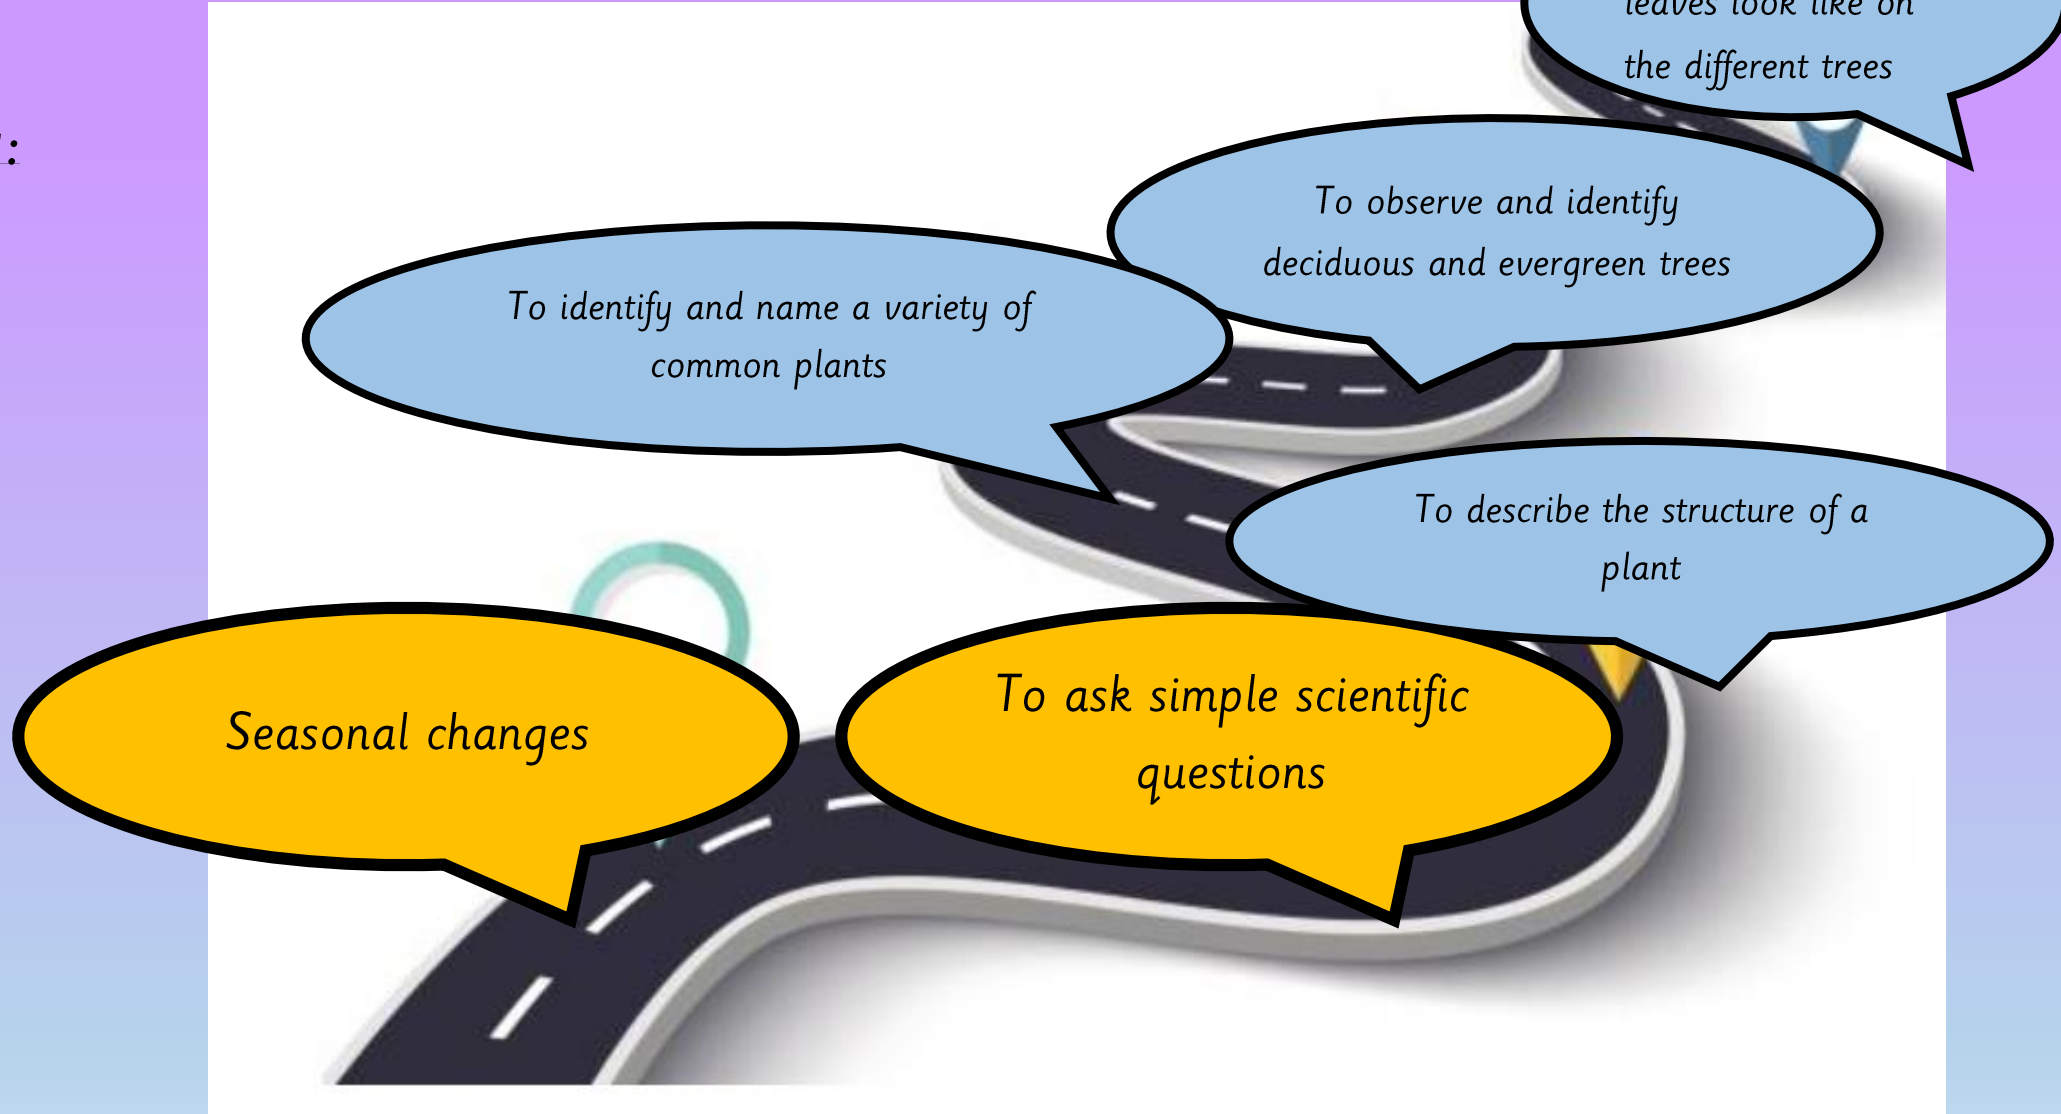 leaves look like on
the different trees
:
To observe and identify
deciduous and evergreen trees
To identify and name a variety of
common plants
To describe the structure of a
plant
Seasonal changes
To ask simple scientific
questions